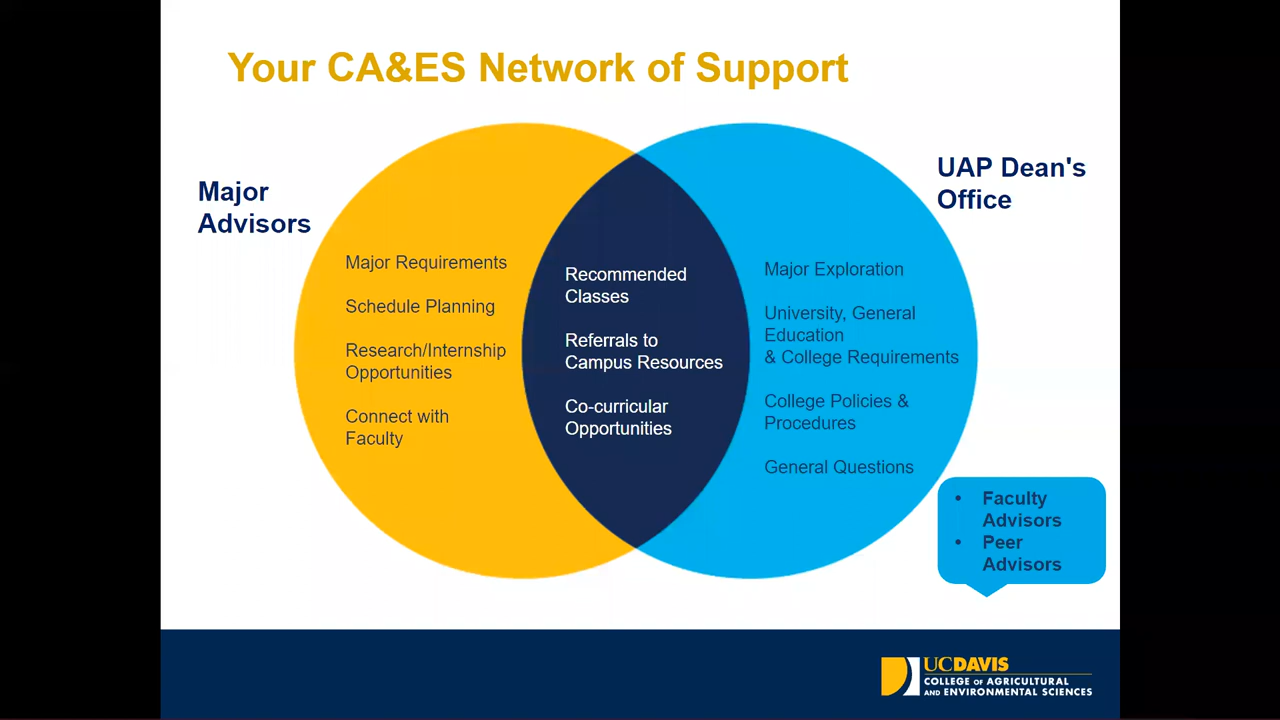 Your CA&ES Network of Support
Major
Advisors
Major Requirements
Schedule Planning
Research/Internship
Opportunities
Connect with
Faculty
Recommended
Classes
Referrals to
Campus Resources
Co-curricular
Opportunities
UAP Dean's
Office
Major Exploration
University, General
Education
& College Requirements
College Policies &
Procedures
General Questions
• Faculty
Advisors
• Peer
Advisors
UCDAVIS
COLLEGE OF AGRICULTURAL
AND ENVIRONMENTAL SCIENCES